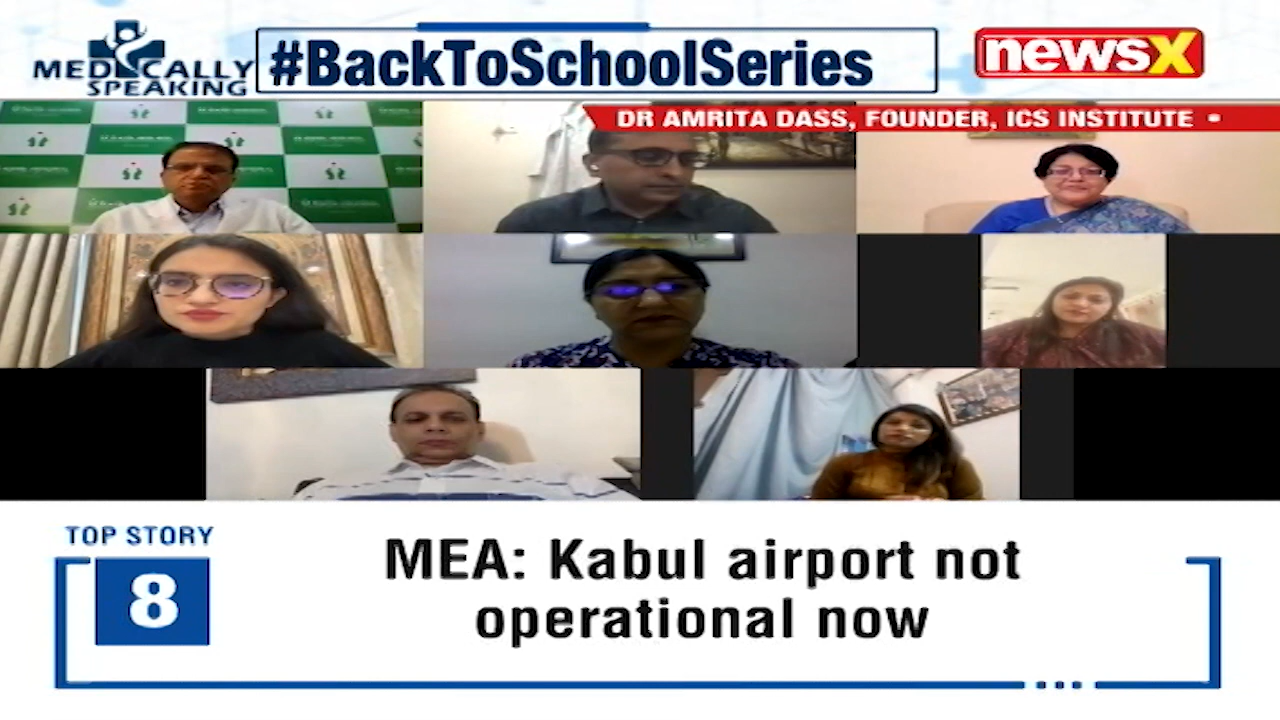 MEDICALLY
SPEAKING
#BackToSchoolSeries
newsX
DR AMRITA DASS, FOUNDER, ICS INSTITUTE •
TOP STORY
8
MEA: Kabul airport not
operational now